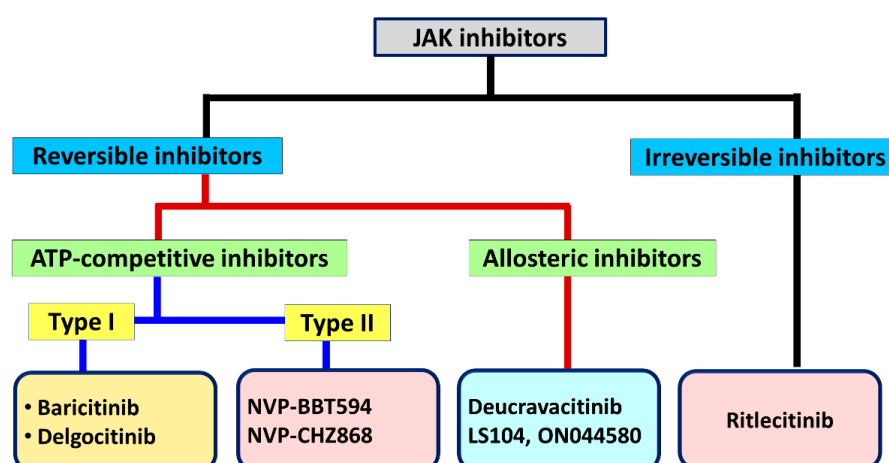 JAK inhibitors
Reversible inhibitors
Irreversible inhibitors
ATP-competitive inhibitors
Allosteric inhibitors
Type I
Type II
• Baricitinib
• Delgocitinib
NVP-BBT594
NVP-CHZ868
Deucravacitinib
LS104, ON044580
Ritlecitinib